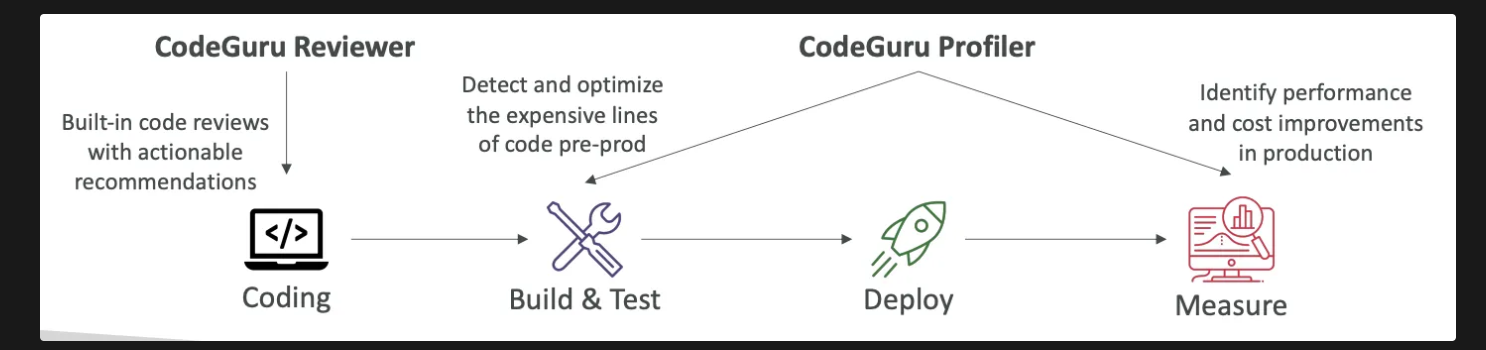 CodeGuru Reviewer
CodeGuru Profiler
Built-in code reviews
with actionable
recommendations
Detect and optimize
the expensive lines
of code pre-prod
Identify performance
and cost improvements
in production
</>
Coding
Build & Test
Deploy
Measure